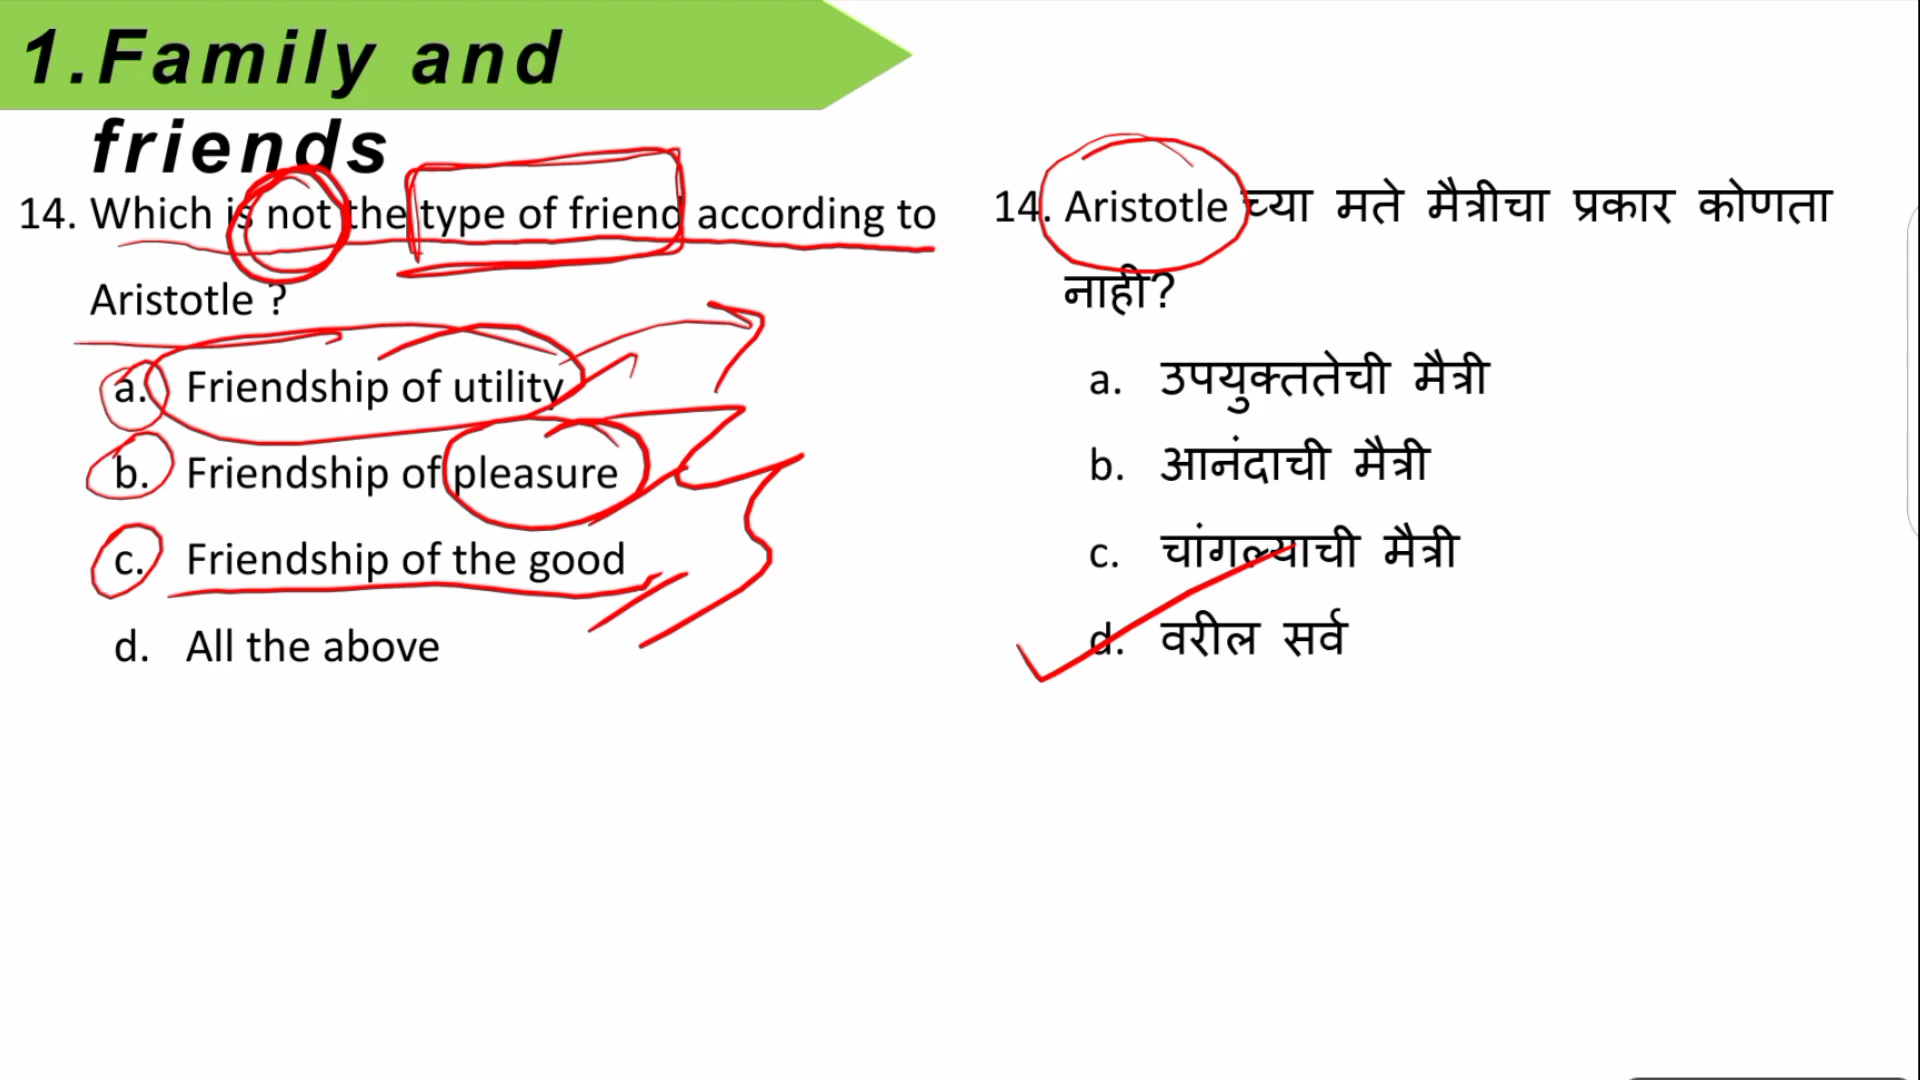 1.Family and
friends
14. Which is not the type of friend according to
Aristotle ?
a. Friendship of utility
b. Friendship of pleasure
c. Friendship of the good
d. All the above
14. Aristotle च्या मते मैत्रीचा प्रकार कोणता
नाही?
a. उपयुक्ततेची मैत्री
b. आनंदाची मैत्री
c. चांगल्याची मैत्री
d. वरील सर्व